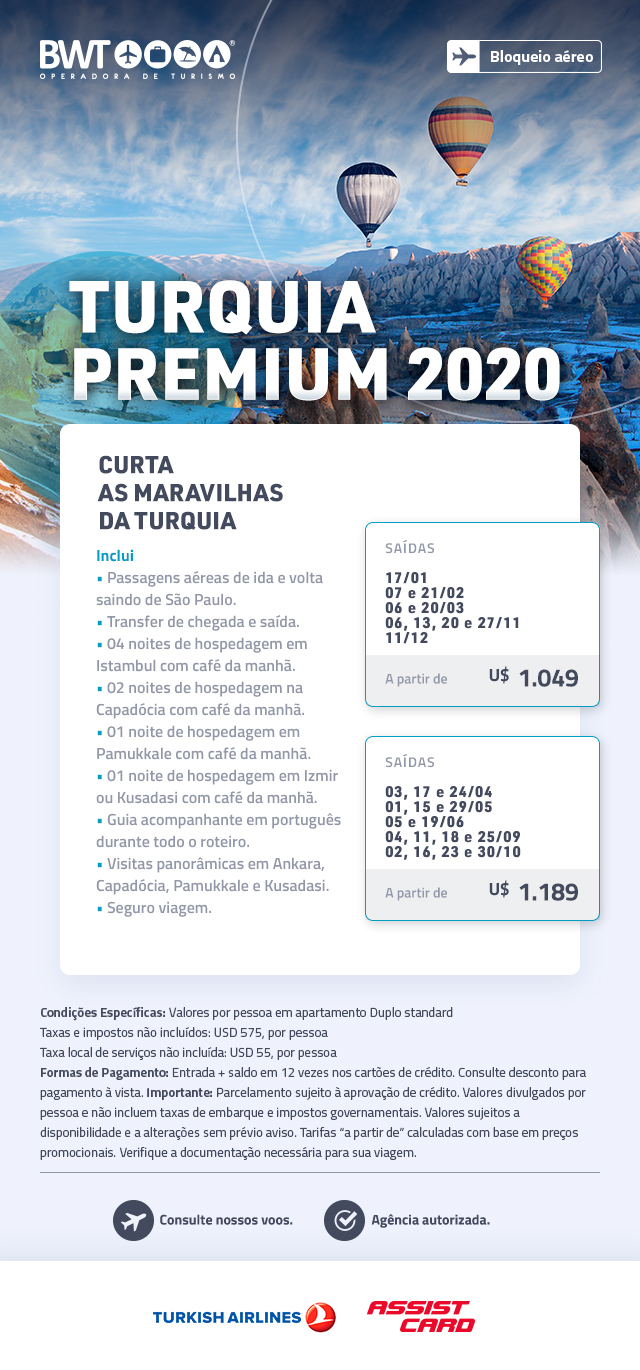 BWT
OPERADORA DE TURISMO
Bloqueio aéreo
TURQUIA
PREMIUM 2020
CURTA
AS MARAVILHAS
DA TURQUIA
Inclui
▪ Passagens aéreas de ida e volta
saindo de São Paulo.
▪ Transfer de chegada e saída.
▪ 04 noites de hospedagem em
Istambul com café da manhã.
▪ 02 noites de hospedagem na
Capadócia com café da manhã.
▪ 01 noite de hospedagem em
Pamukkale com café da manhã.
▪ 01 noite de hospedagem em Izmir
ou Kusadasi com café da manhã.
▪ Guia acompanhante em português
durante todo o roteiro.
▪ Visitas panorâmicas em Ankara,
Capadócia, Pamukkale e Kusadasi.
▪ Seguro viagem.
SAÍDAS
17/01
07 e 21/02
06 e 20/03
06, 13, 20 e 27/11
11/12
A partir de U$ 1.049
SAÍDAS
03, 17 e 24/04
01, 15 e 29/05
05 e 19/06
04, 11, 18 e 25/09
02, 16, 23 e 30/10
A partir de U$ 1.189
Condições Específicas: Valores por pessoa em apartamento Duplo standard
Taxas e impostos não incluídos: USD 575, por pessoa
Taxa local de serviços não incluída: USD 55, por pessoa
Formas de Pagamento: Entrada + saldo em 12 vezes nos cartões de crédito. Consulte desconto para
pagamento à vista. Importante: Parcelamento sujeito à aprovação de crédito. Valores divulgados por
pessoa e não incluem taxas de embarque e impostos governamentais. Valores sujeitos a
disponibilidade e a alterações sem prévio aviso. Tarifas “a partir de” calculadas com base em preços
promocionais. Verifique a documentação necessária para sua viagem.
Consulte nossos voos.
Agência autorizada.
TURKISH AIRLINES
ASSIST
CARD